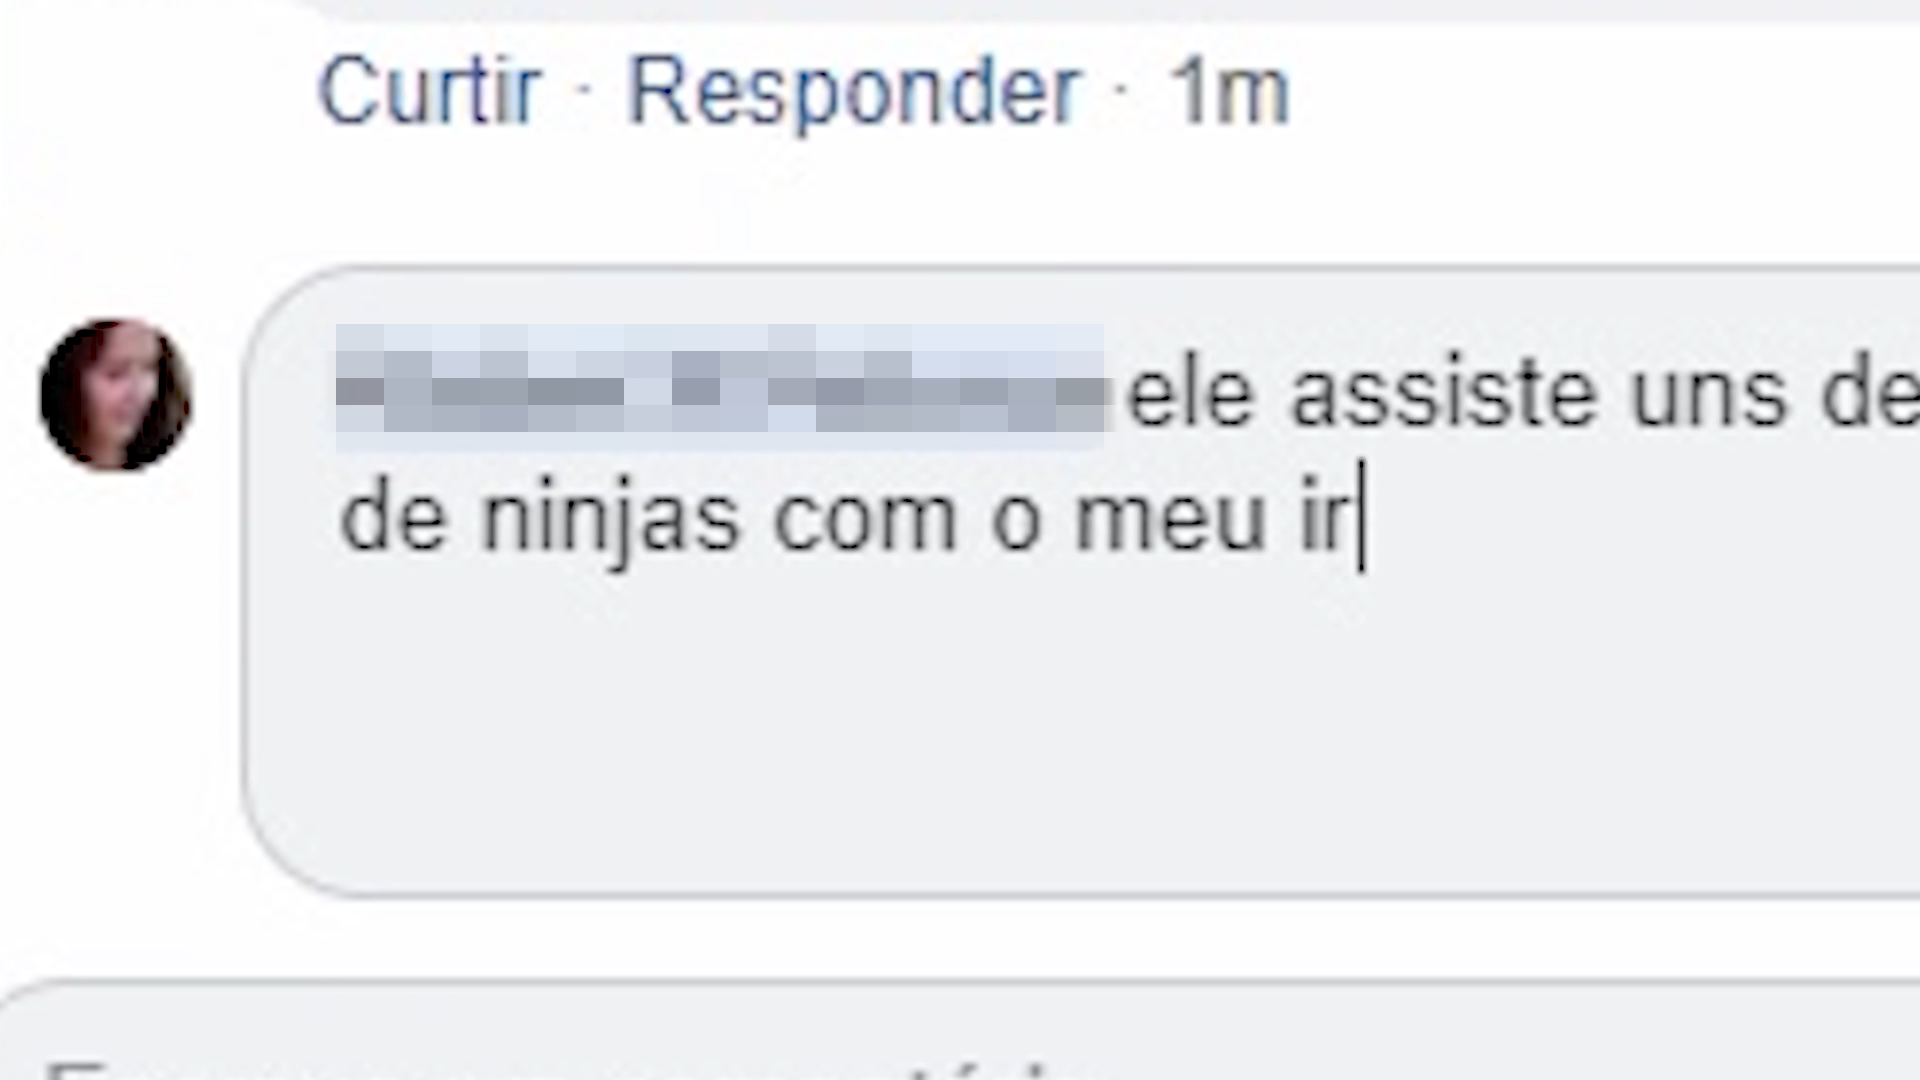 Curtir · Responder · 1m
ele assiste uns de
de ninjas com o meu ir